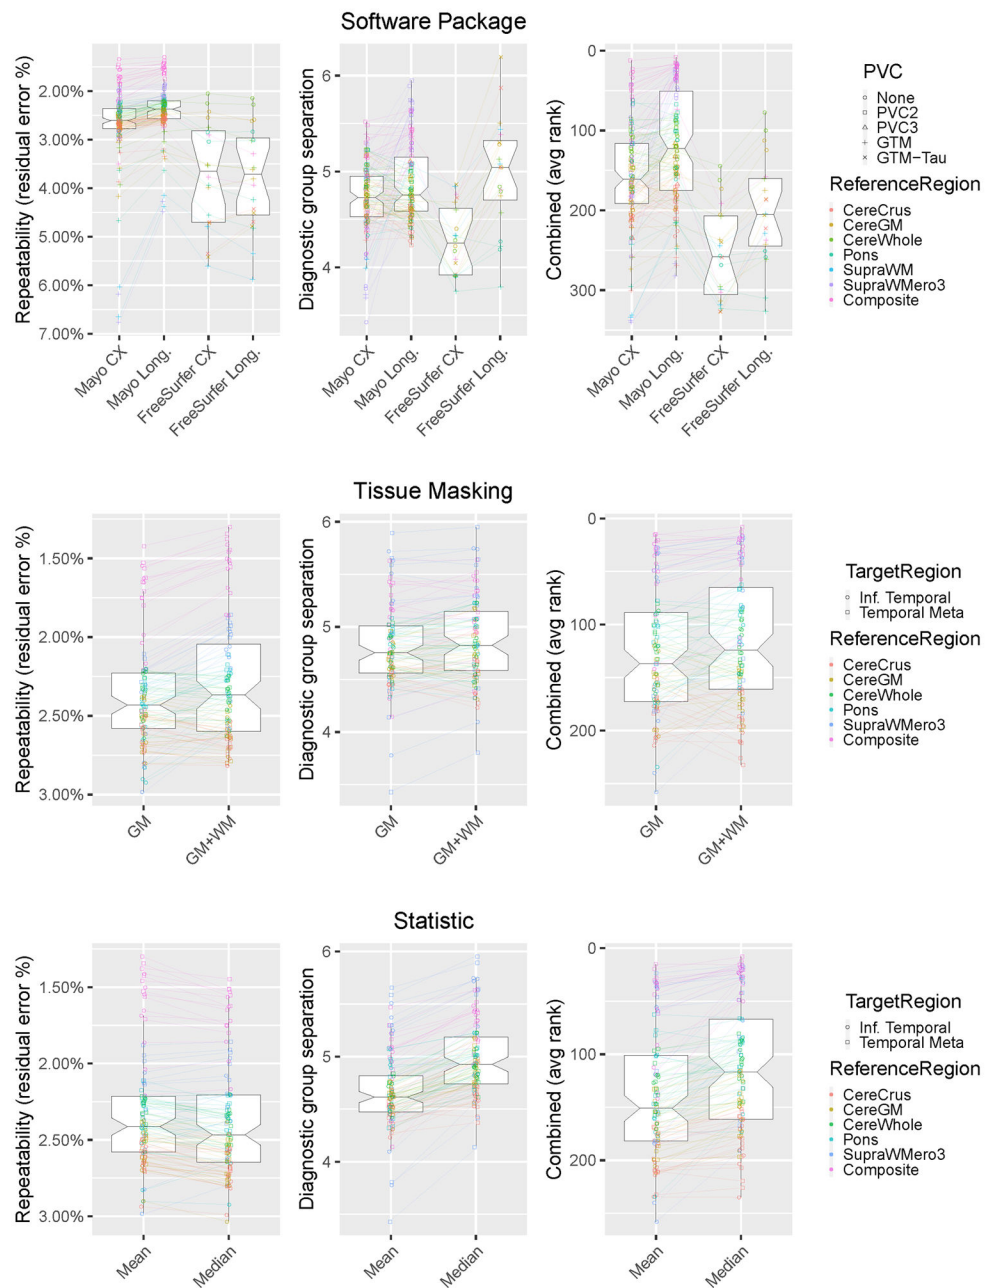 Software Package
Repeatability (residual error %)
2.00%
3.00%
4.00%
5.00%
6.00%
7.00%
Mayo CX
Mayo Long.
FreeSurfer CX
FreeSurfer Long.
Diagnostic group separation
6
5
4
Mayo CX
Mayo Long.
FreeSurfer CX
FreeSurfer Long.
Combined (avg rank)
0
100
200
300
Mayo CX
Mayo Long.
FreeSurfer CX
FreeSurfer Long.
PVC
None
PVC2
PVC3
GTM
GTM-Tau
ReferenceRegion
CereCrus
CereGM
CereWhole
Pons
SupraWM
SupraWMero3
Composite
Tissue Masking
Repeatability (residual error %)
1.50%
2.00%
2.50%
3.00%
GM
GM+WM
Diagnostic group separation
6
5
4
GM
GM+WM
Combined (avg rank)
0
100
200
GM
GM+WM
TargetRegion
Inf. Temporal
Temporal Meta
ReferenceRegion
CereCrus
CereGM
CereWhole
Pons
SupraWMero3
Composite
Statistic
Repeatability (residual error %)
1.50%
2.00%
2.50%
3.00%
Mean
Median
Diagnostic group separation
6
5
4
Mean
Median
Combined (avg rank)
0
100
200
Mean
Median
TargetRegion
Inf. Temporal
Temporal Meta
ReferenceRegion
CereCrus
CereGM
CereWhole
Pons
SupraWMero3
Composite